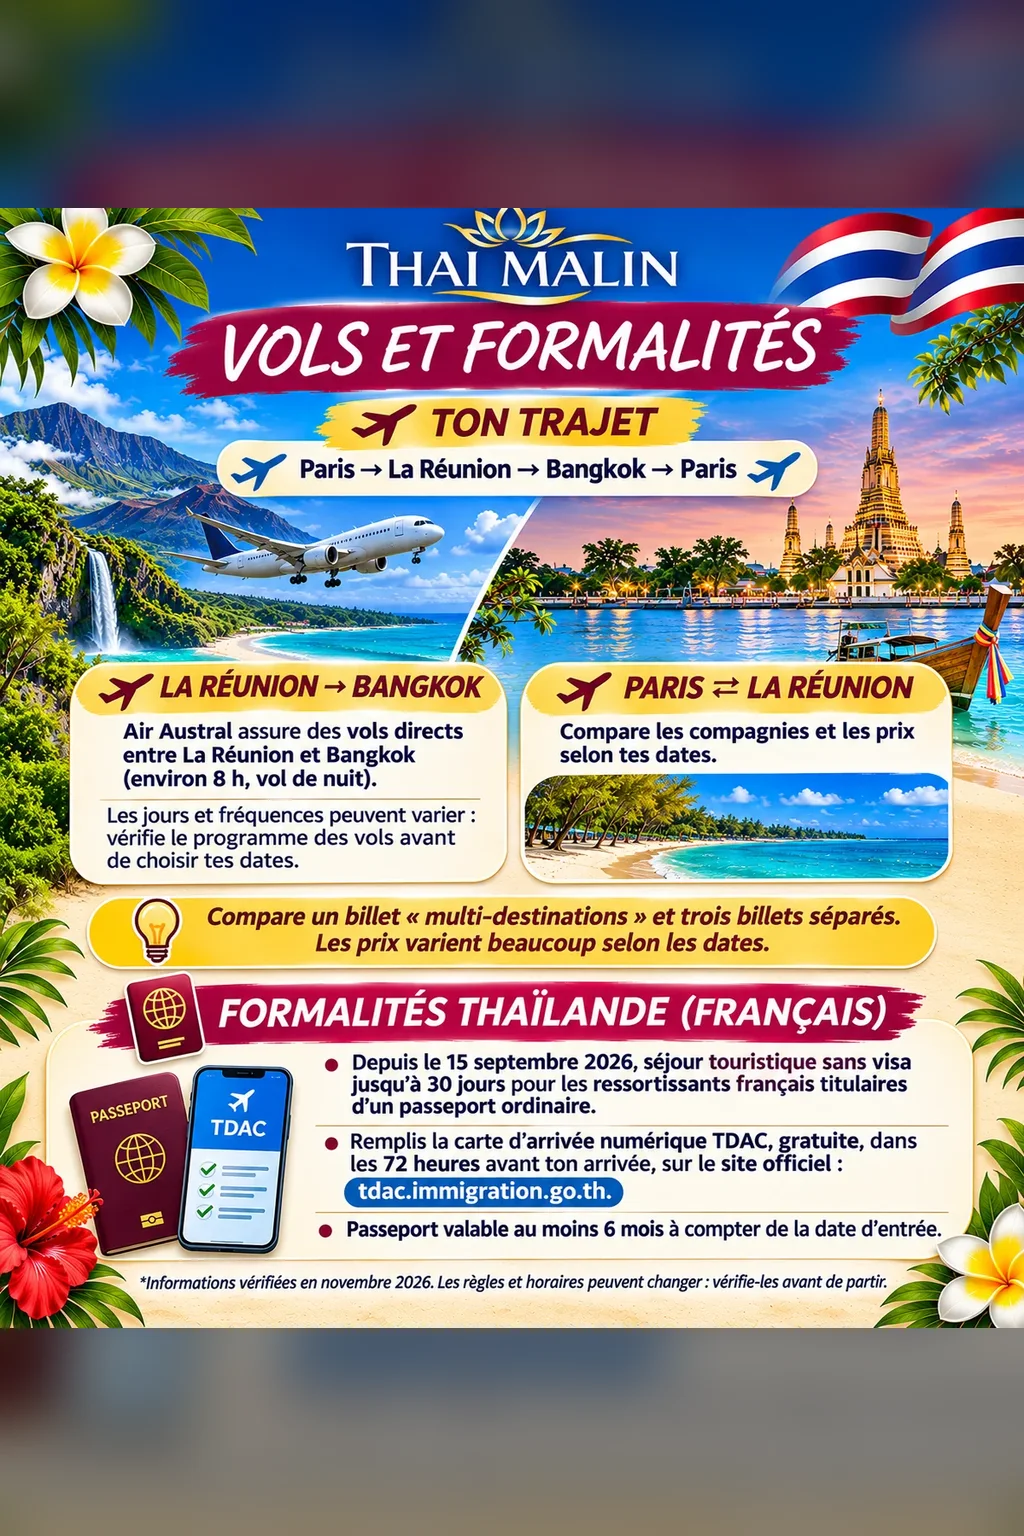 THAI MALIN
VOLS ET FORMALITÉS
TON TRAJET
Paris → La Réunion → Bangkok → Paris
LA RÉUNION → BANGKOK
Air Austral assure des vols directs
entre La Réunion et Bangkok
(environ 8 h, vol de nuit).
Les jours et fréquences peuvent varier :
vérifie le programme des vols avant
de choisir tes dates.
PARIS ⇄ LA RÉUNION
Compare les compagnies et les prix
selon tes dates.
Compare un billet « multi-destinations » et trois billets séparés.
Les prix varient beaucoup selon les dates.
FORMALITÉS THAÏLANDE (FRANÇAIS)
PASSEPORT
TDAC
• Depuis le 15 septembre 2026, séjour touristique sans visa
jusqu'à 30 jours pour les ressortissants français titulaires
d'un passeport ordinaire.
• Remplis la carte d'arrivée numérique TDAC, gratuite, dans
les 72 heures avant ton arrivée, sur le site officiel :
tdac.immigration.go.th.
• Passeport valable au moins 6 mois à compter de la date d'entrée.
*Informations vérifiées en novembre 2026. Les règles et horaires peuvent changer : vérifie-les avant de partir.